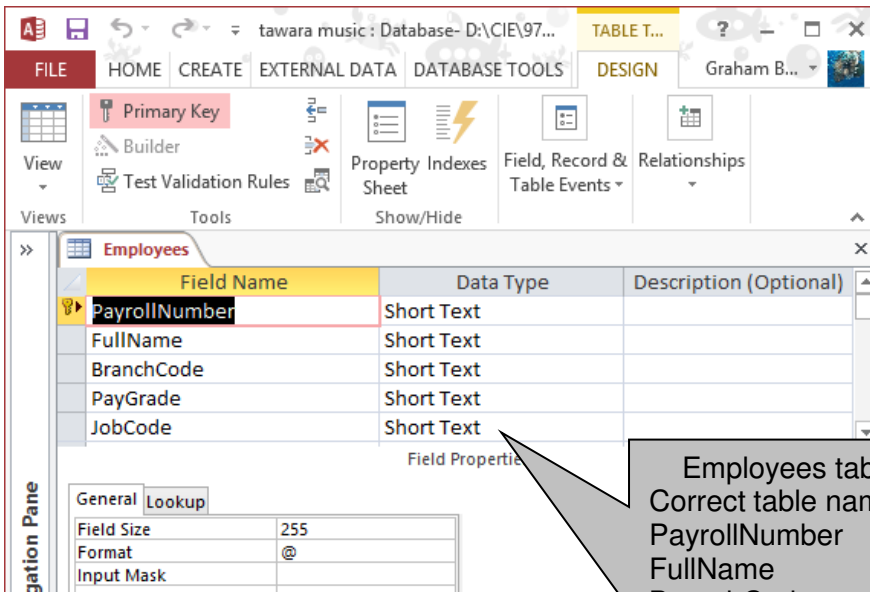 tawara music : Database- D:\CIE\97... TABLE T... ?
FILE HOME CREATE EXTERNAL DATA DATABASE TOOLS DESIGN Graham B...
Primary Key
Builder
View Test Validation Rules Property Sheet Indexes Field, Record & Table Events Relationships
Views Tools Show/Hide
» Employees
Field Name Data Type Description (Optional)
PayrollNumber Short Text
FullName Short Text
BranchCode Short Text
PayGrade Short Text
JobCode Short Text
Field Propertie
General Lookup
Field Size 255
Format @
Input Mask
Employees tab
Correct table nam
PayrollNumber
FullName
gation Pane